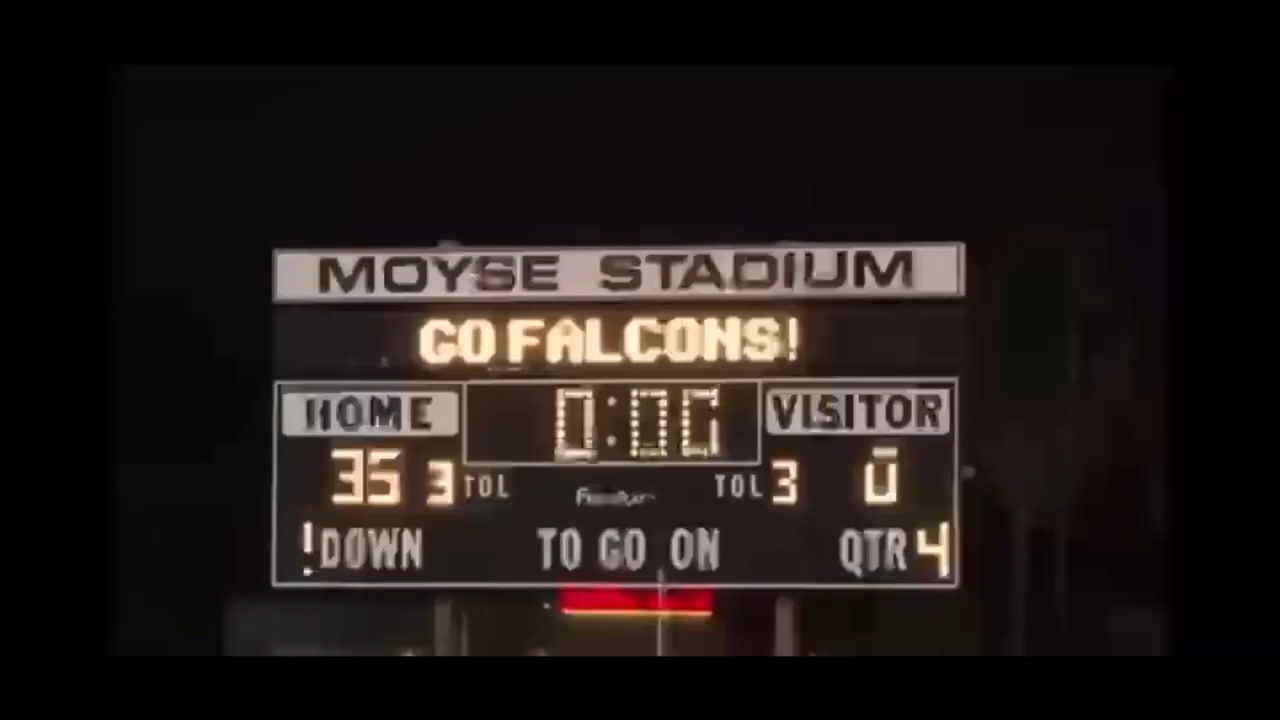 MOYSE STADIUM
GO FALCONS!
HOME 0:00 VISITOR
35 3 TOL TOL 3 0
1 DOWN TO GO ON QTR 4